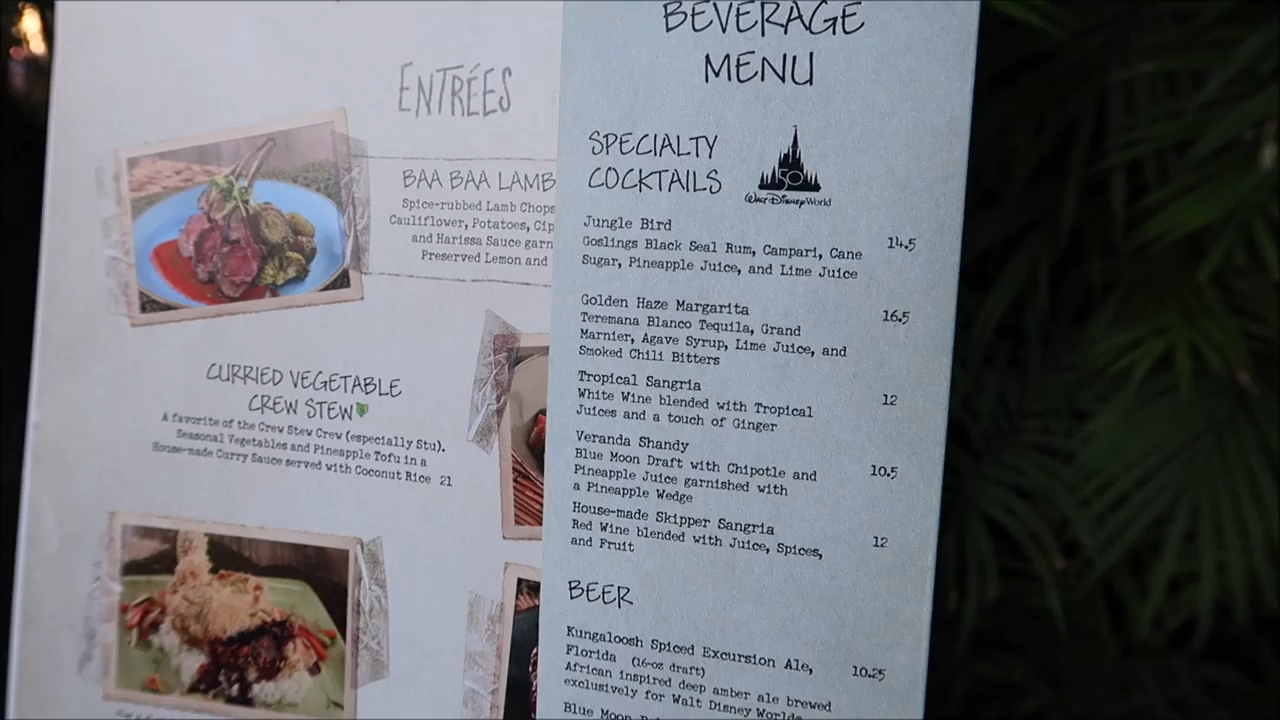 ENTRÉES
BAA BAA LAMB
Spice-rubbed Lamb Chops
Cauliflower, Potatoes, Cip
and Harissa Sauce garn
Preserved Lemon and
CURRIED VEGETABLE
CREW STEW
A favorite of the Crew Stew Crew (especially Stu).
Seasonal Vegetables and Pineapple Tofu in a
House-made Curry Sauce served with Coconut Rice 21
BEVERAGE
MENU
SPECIALTY
COCKTAILS
50
Walt Disney World
Jungle Bird 14.5
Goslings Black Seal Rum, Campari, Cane
Sugar, Pineapple Juice, and Lime Juice
Golden Haze Margarita 16.5
Teremana Blanco Tequila, Grand
Marnier, Agave Syrup, Lime Juice, and
Smoked Chili Bitters
Tropical Sangria 12
White Wine blended with Tropical
Juices and a touch of Ginger
Veranda Shandy 10.5
Blue Moon Draft with Chipotle and
Pineapple Juice garnished with
a Pineapple Wedge
House-made Skipper Sangria 12
Red Wine blended with Juice, Spices,
and Fruit
BEER
Kungaloosh Spiced Excursion Ale, 10.25
Florida (16-oz draft)
African inspired deep amber ale brewed
exclusively for Walt Disney World
Blue Moon